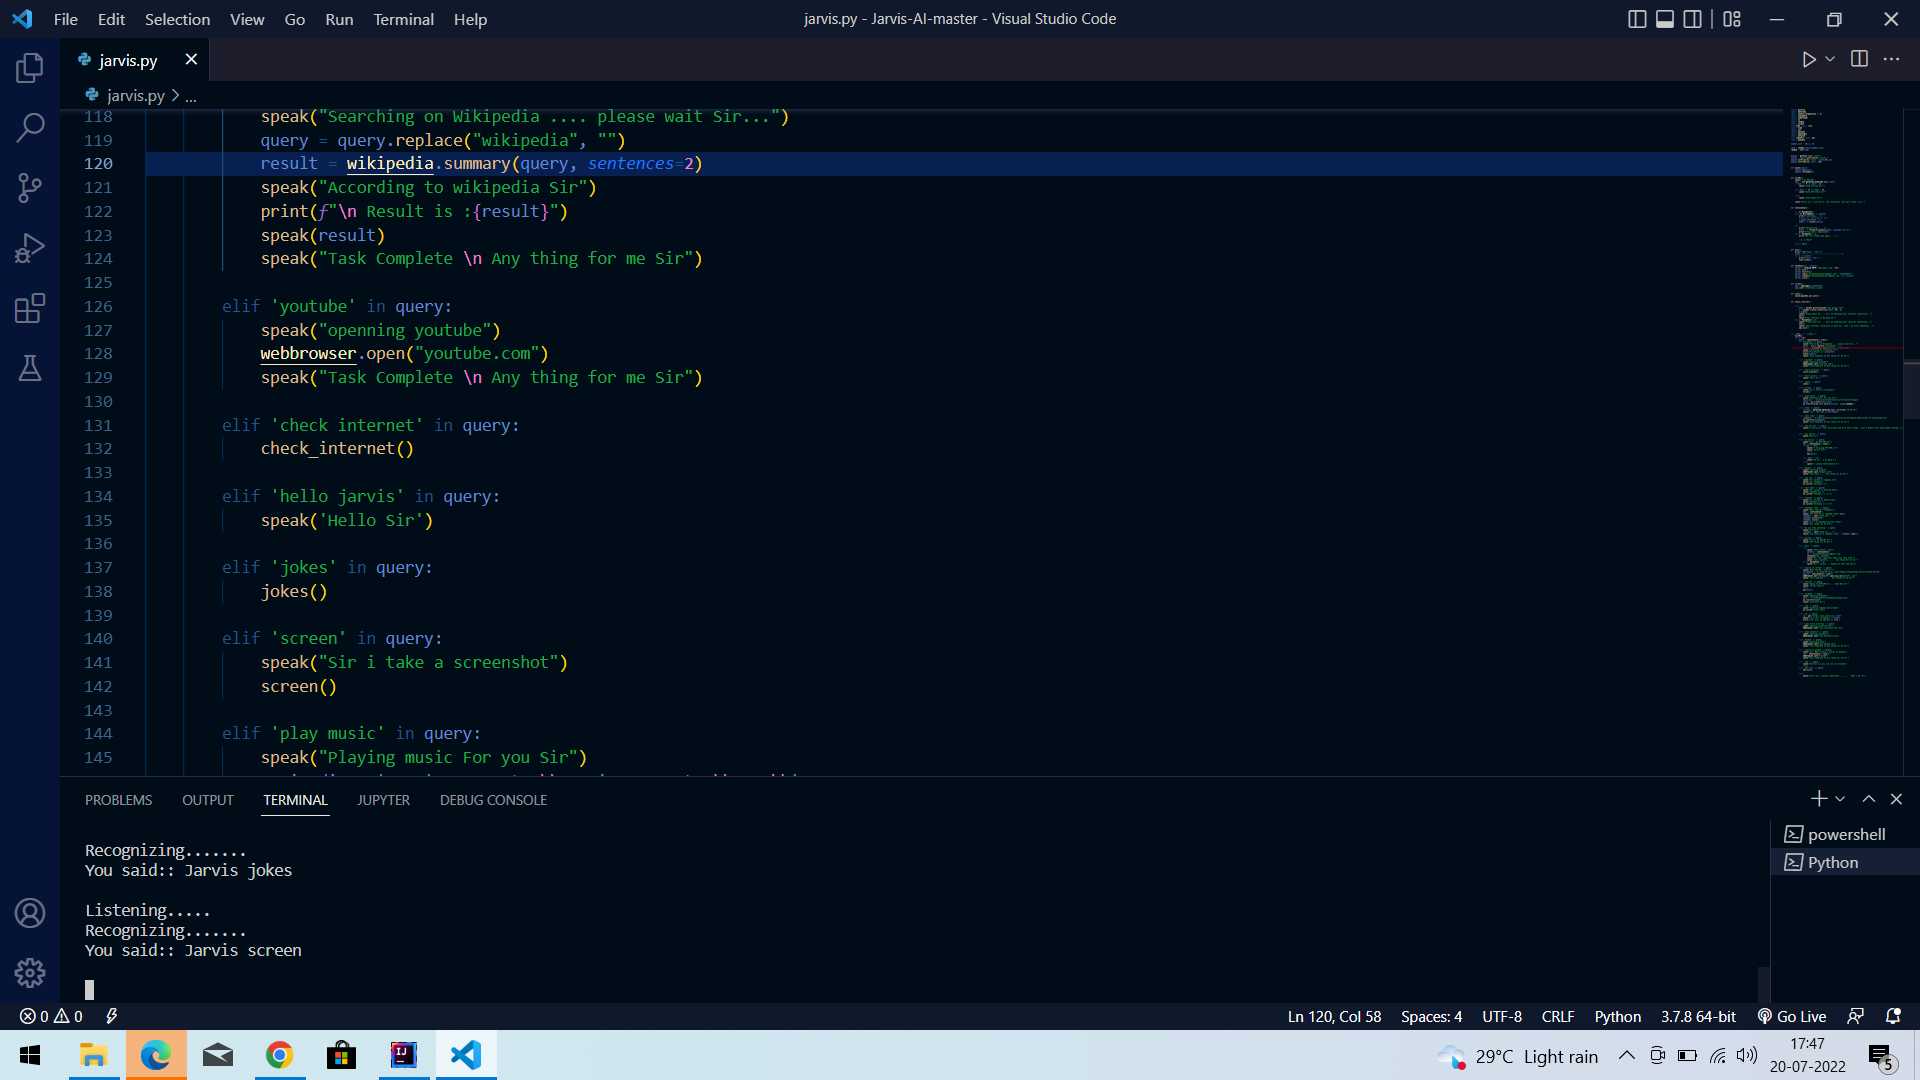 File Edit Selection View Go Run Terminal Help
jarvis.py - Jarvis-AI-master - Visual Studio Code
jarvis.py
jarvis.py > ...
118 speak("Searching on Wikipedia .... please wait Sir...")
119 query = query.replace("wikipedia", "")
120 result = wikipedia.summary(query, sentences=2)
121 speak("According to wikipedia Sir")
122 print(f"\n Result is :{result}")
123 speak(result)
124 speak("Task Complete \n Any thing for me Sir")
125
126 elif 'youtube' in query:
127 speak("openning youtube")
128 webbrowser.open("youtube.com")
129 speak("Task Complete \n Any thing for me Sir")
130
131 elif 'check internet' in query:
132 check_internet()
133
134 elif 'hello jarvis' in query:
135 speak('Hello Sir')
136
137 elif 'jokes' in query:
138 jokes()
139
140 elif 'screen' in query:
141 speak("Sir i take a screenshot")
142 screen()
143
144 elif 'play music' in query:
145 speak("Playing music For you Sir")
PROBLEMS OUTPUT TERMINAL JUPYTER DEBUG CONSOLE
powershell
Python
Recognizing.......
You said:: Jarvis jokes
Listening.....
Recognizing.......
You said:: Jarvis screen
0 0
Ln 120, Col 58 Spaces: 4 UTF-8 CRLF Python 3.7.8 64-bit Go Live
29°C Light rain
17:47
20-07-2022
5